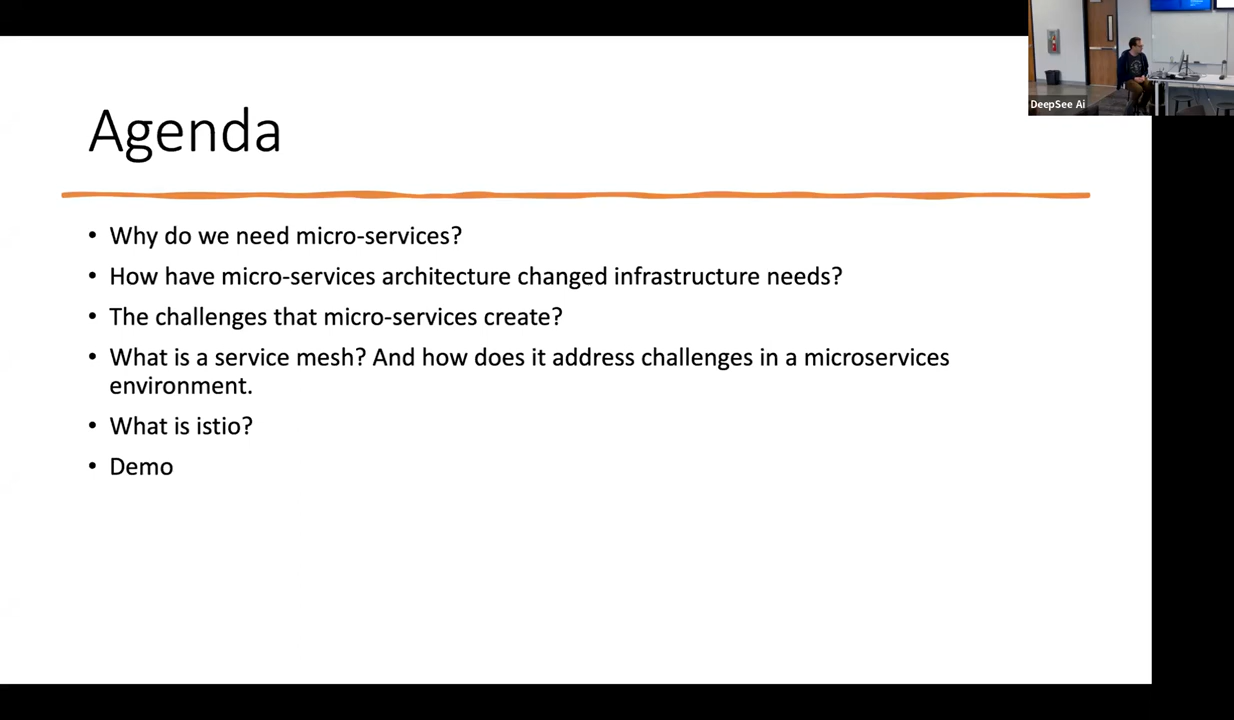 DeepSee Ai
Agenda
• Why do we need micro-services?
• How have micro-services architecture changed infrastructure needs?
• The challenges that micro-services create?
• What is a service mesh? And how does it address challenges in a microservices
environment.
• What is istio?
• Demo